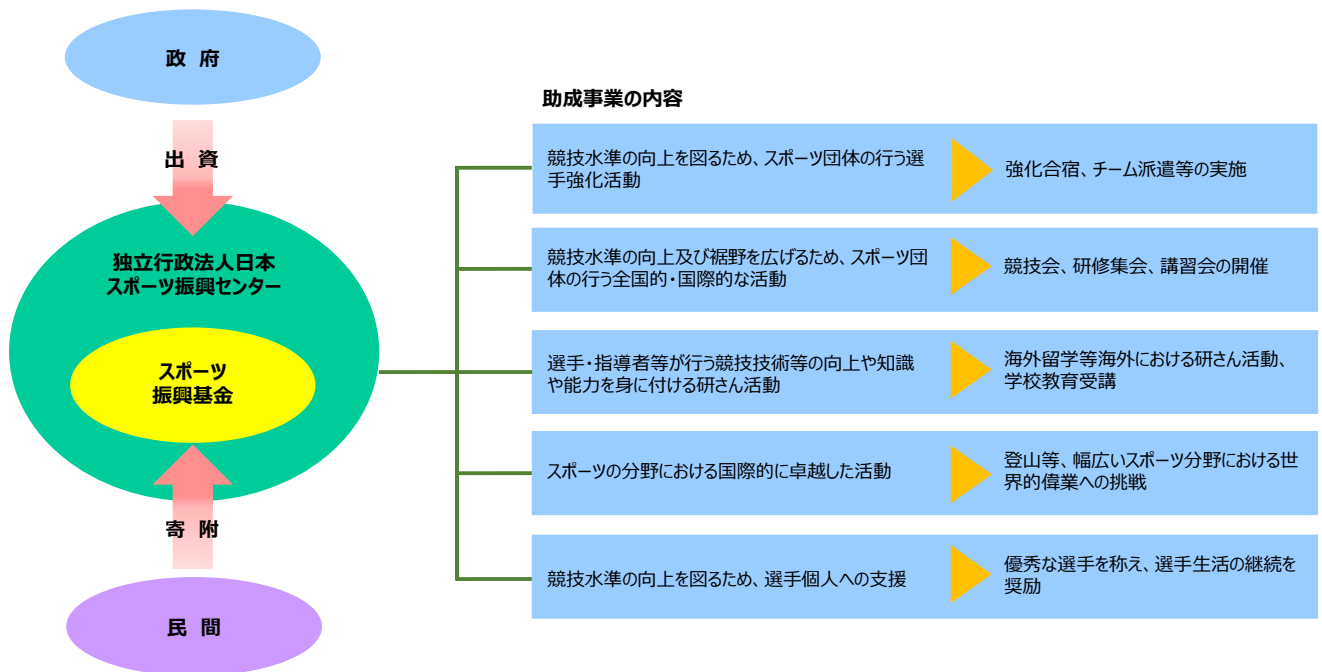 政 府
出 資
独立行政法人日本
スポーツ振興センター
スポーツ
振興基金
寄 附
民 間
助成事業の内容
競技水準の向上を図るため、スポーツ団体の行う選
手強化活動
強化合宿、チーム派遣等の実施
競技水準の向上及び裾野を広げるため、スポーツ団
体の行う全国的・国際的な活動
競技会、研修集会、講習会の開催
選手・指導者等が行う競技技術等の向上や知識
や能力を身に付ける研さん活動
海外留学等海外における研さん活動、
学校教育受講
スポーツの分野における国際的に卓越した活動
登山等、幅広いスポーツ分野における世
界的偉業への挑戦
競技水準の向上を図るため、選手個人への支援
優秀な選手を称え、選手生活の継続を
奨励